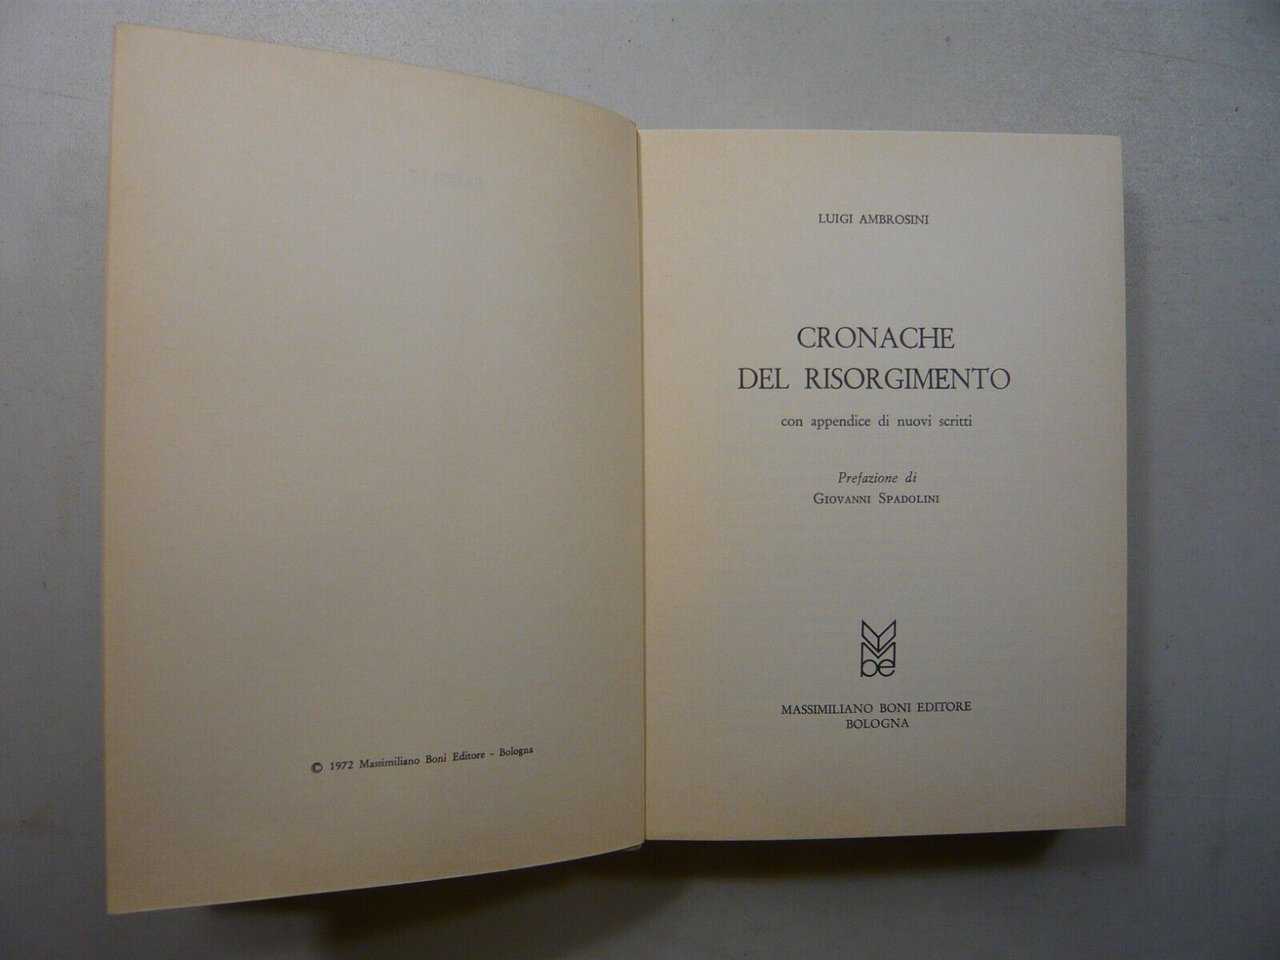 © 1972 Massimiliano Boni Editore - Bologna
LUIGI AMBROSINI
CRONACHE
DEL RISORGIMENTO
con appendice di nuovi scritti
Prefazione di
GIOVANNI SPADOLINI
be
MASSIMILIANO BONI EDITORE
BOLOGNA